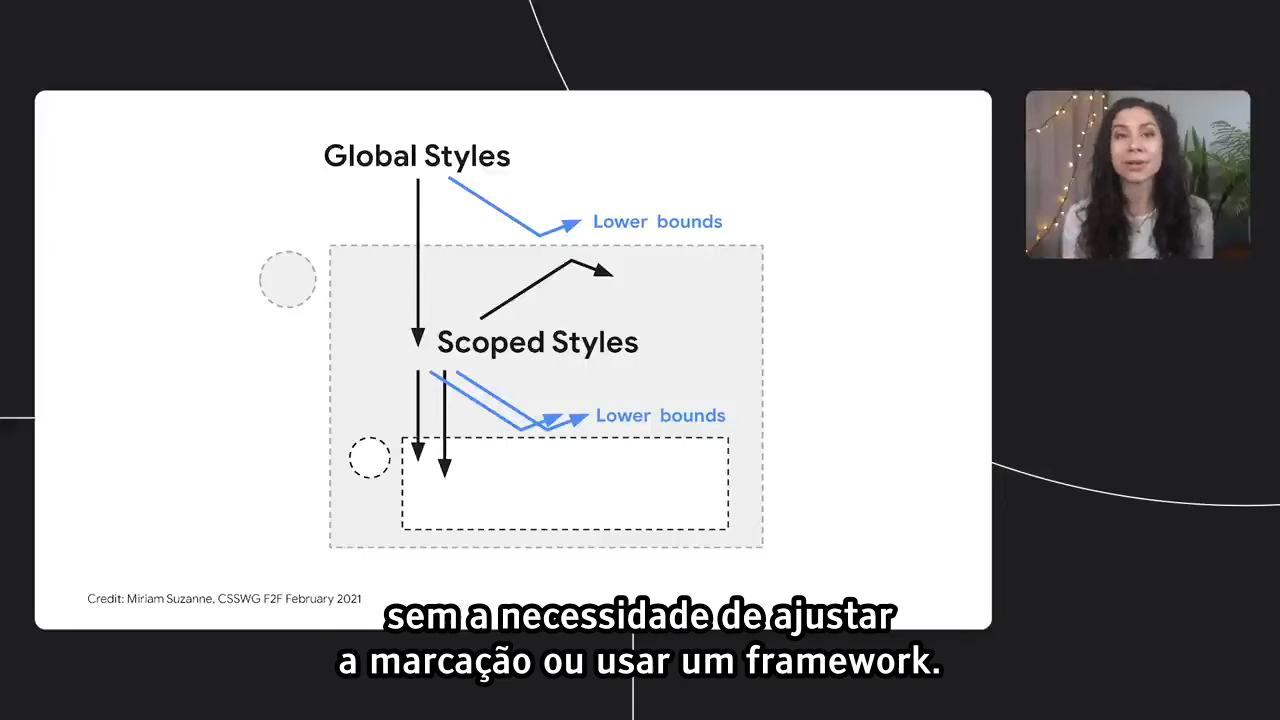 Global Styles
Lower bounds
Scoped Styles
Lower bounds
Credit: Miriam Suzanne, CSSWG F2F February 2021
sem a necessidade de ajustar
a marcação ou usar um framework.